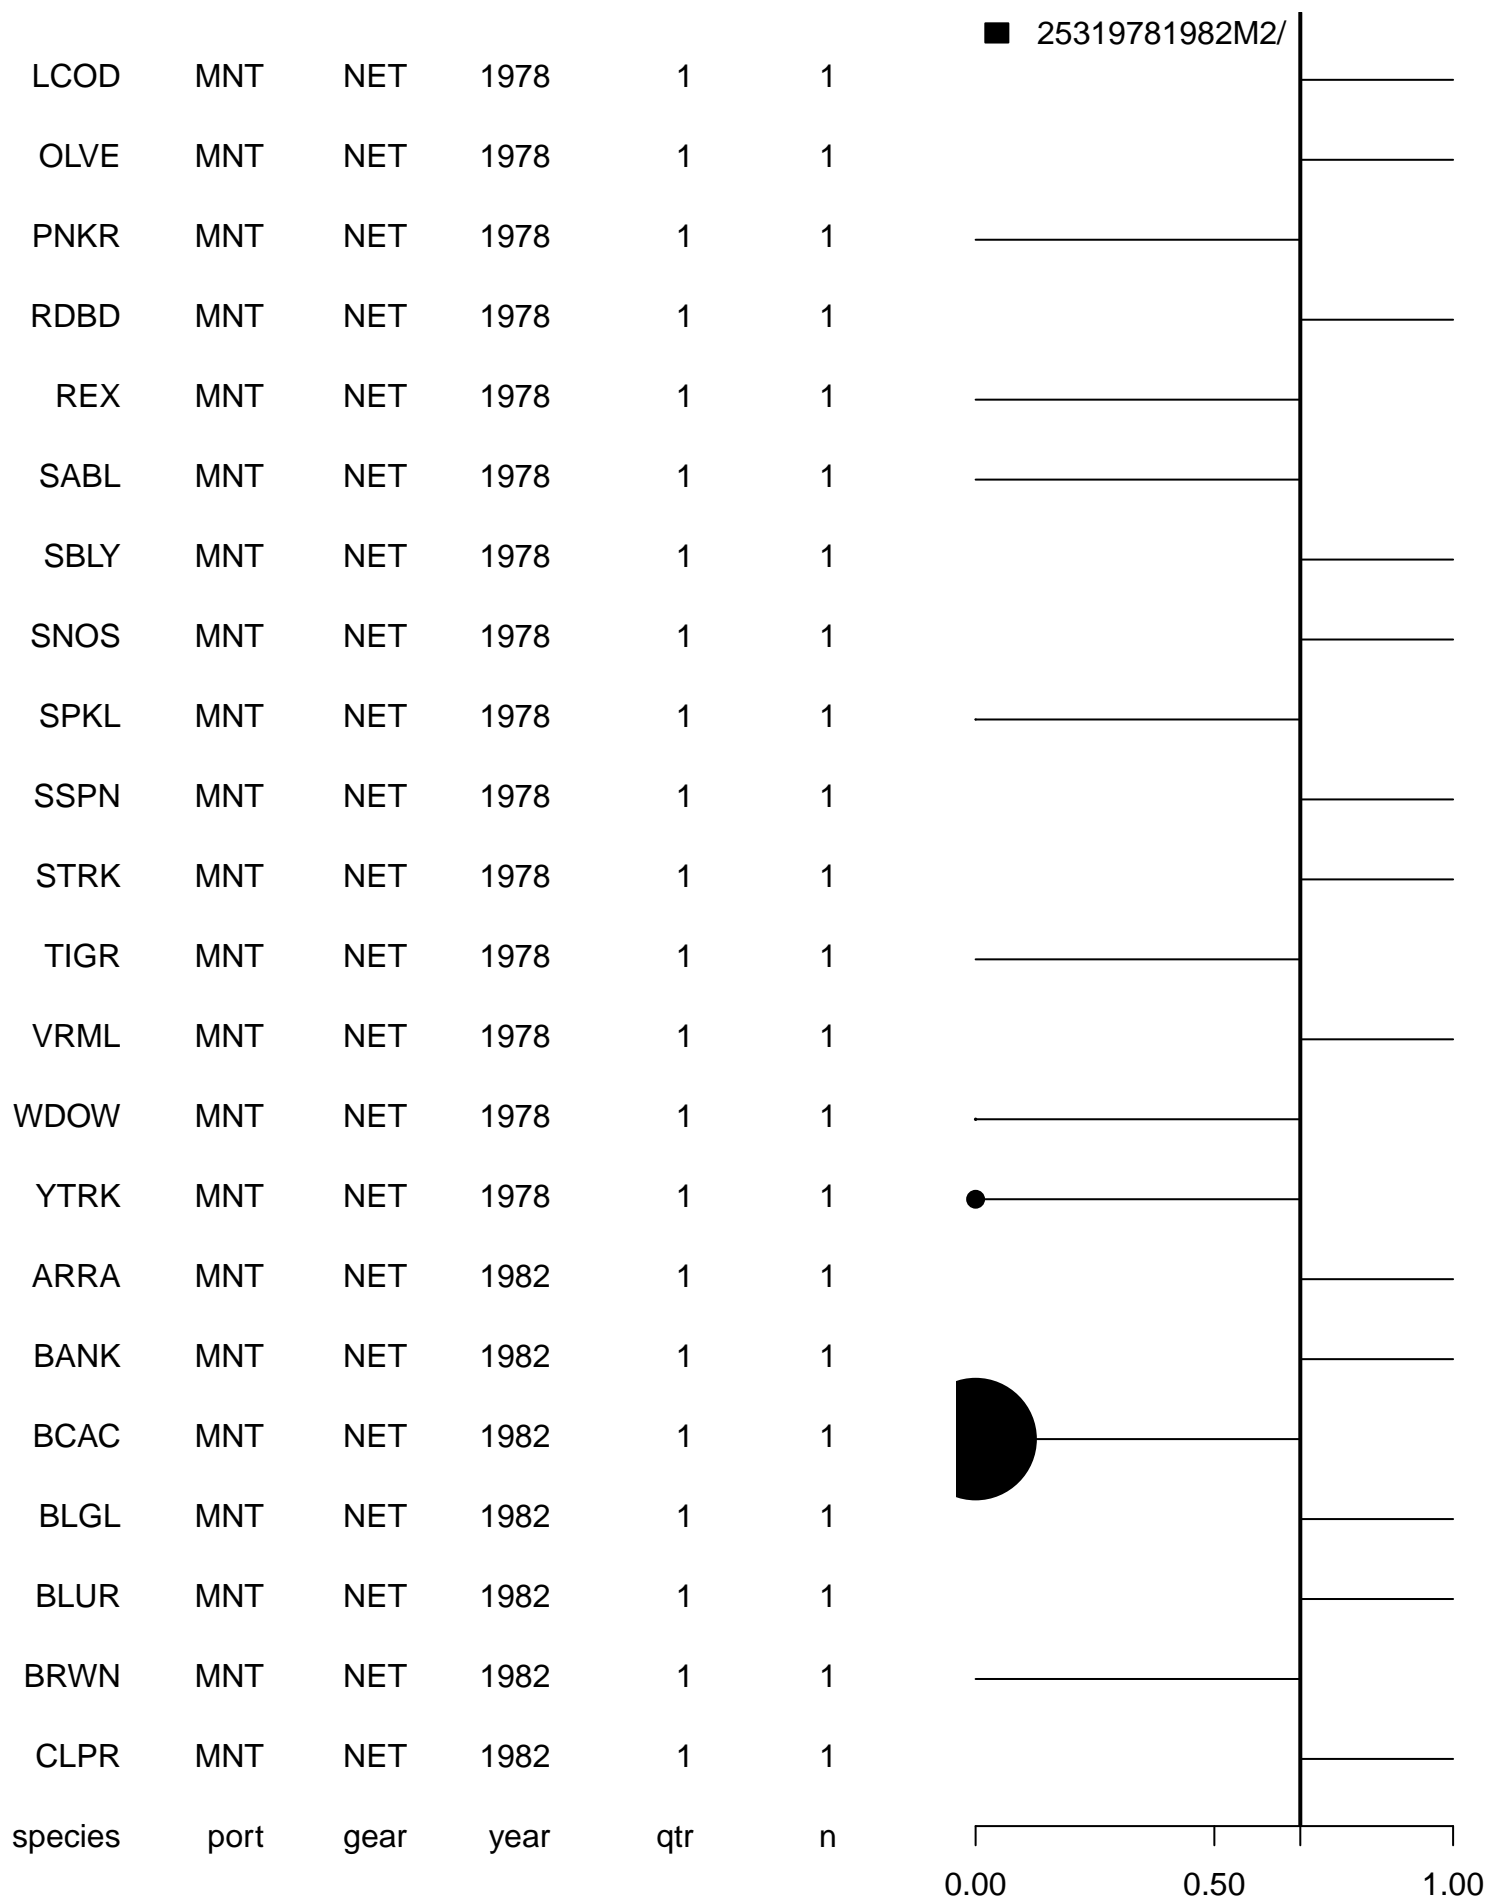 25319781982M2/
LCOD MNT NET 1978 1 1
OLVE MNT NET 1978 1 1
PNKR MNT NET 1978 1 1
RDBD MNT NET 1978 1 1
REX MNT NET 1978 1 1
SABL MNT NET 1978 1 1
SBLY MNT NET 1978 1 1
SNOS MNT NET 1978 1 1
SPKL MNT NET 1978 1 1
SSPN MNT NET 1978 1 1
STRK MNT NET 1978 1 1
TIGR MNT NET 1978 1 1
VRML MNT NET 1978 1 1
WDOW MNT NET 1978 1 1
YTRK MNT NET 1978 1 1
ARRA MNT NET 1982 1 1
BANK MNT NET 1982 1 1
BCAC MNT NET 1982 1 1
BLGL MNT NET 1982 1 1
BLUR MNT NET 1982 1 1
BRWN MNT NET 1982 1 1
CLPR MNT NET 1982 1 1
species port gear year qtr n
0.00 0.50 1.00